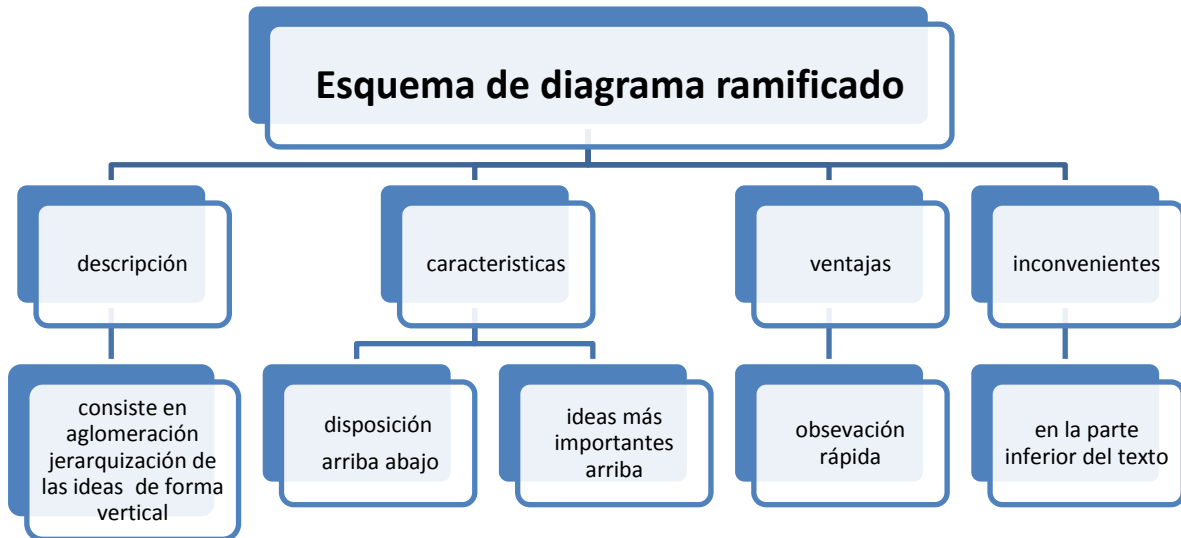 Esquema de diagrama ramificado
descripción
caracteristicas
ventajas
inconvenientes
consiste en
aglomeración
jerarquización de
las ideas de forma
vertical
disposición
arriba abajo
ideas más
importantes
arriba
obsevación
rápida
en la parte
inferior del texto